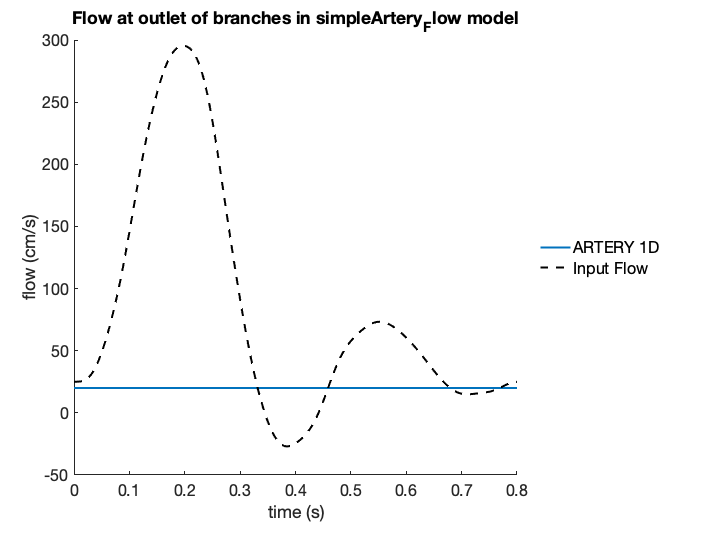 Flow at outlet of branches in simpleArtery_Flow model
300
250
200
150
100
50
0
-50
flow (cm/s)
0 0.1 0.2 0.3 0.4 0.5 0.6 0.7 0.8
time (s)
ARTERY 1D
Input Flow